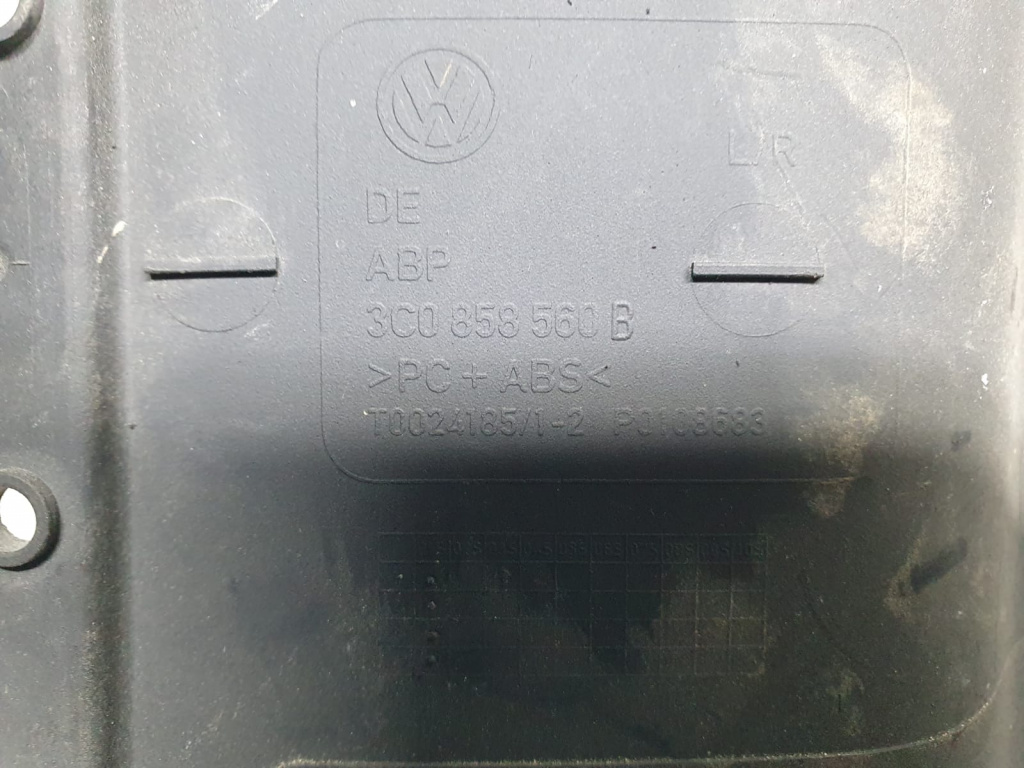 L/R
DE
ABP
3C0 858 560 B
>PC + ABS<
T0024185/1-2 P0108683